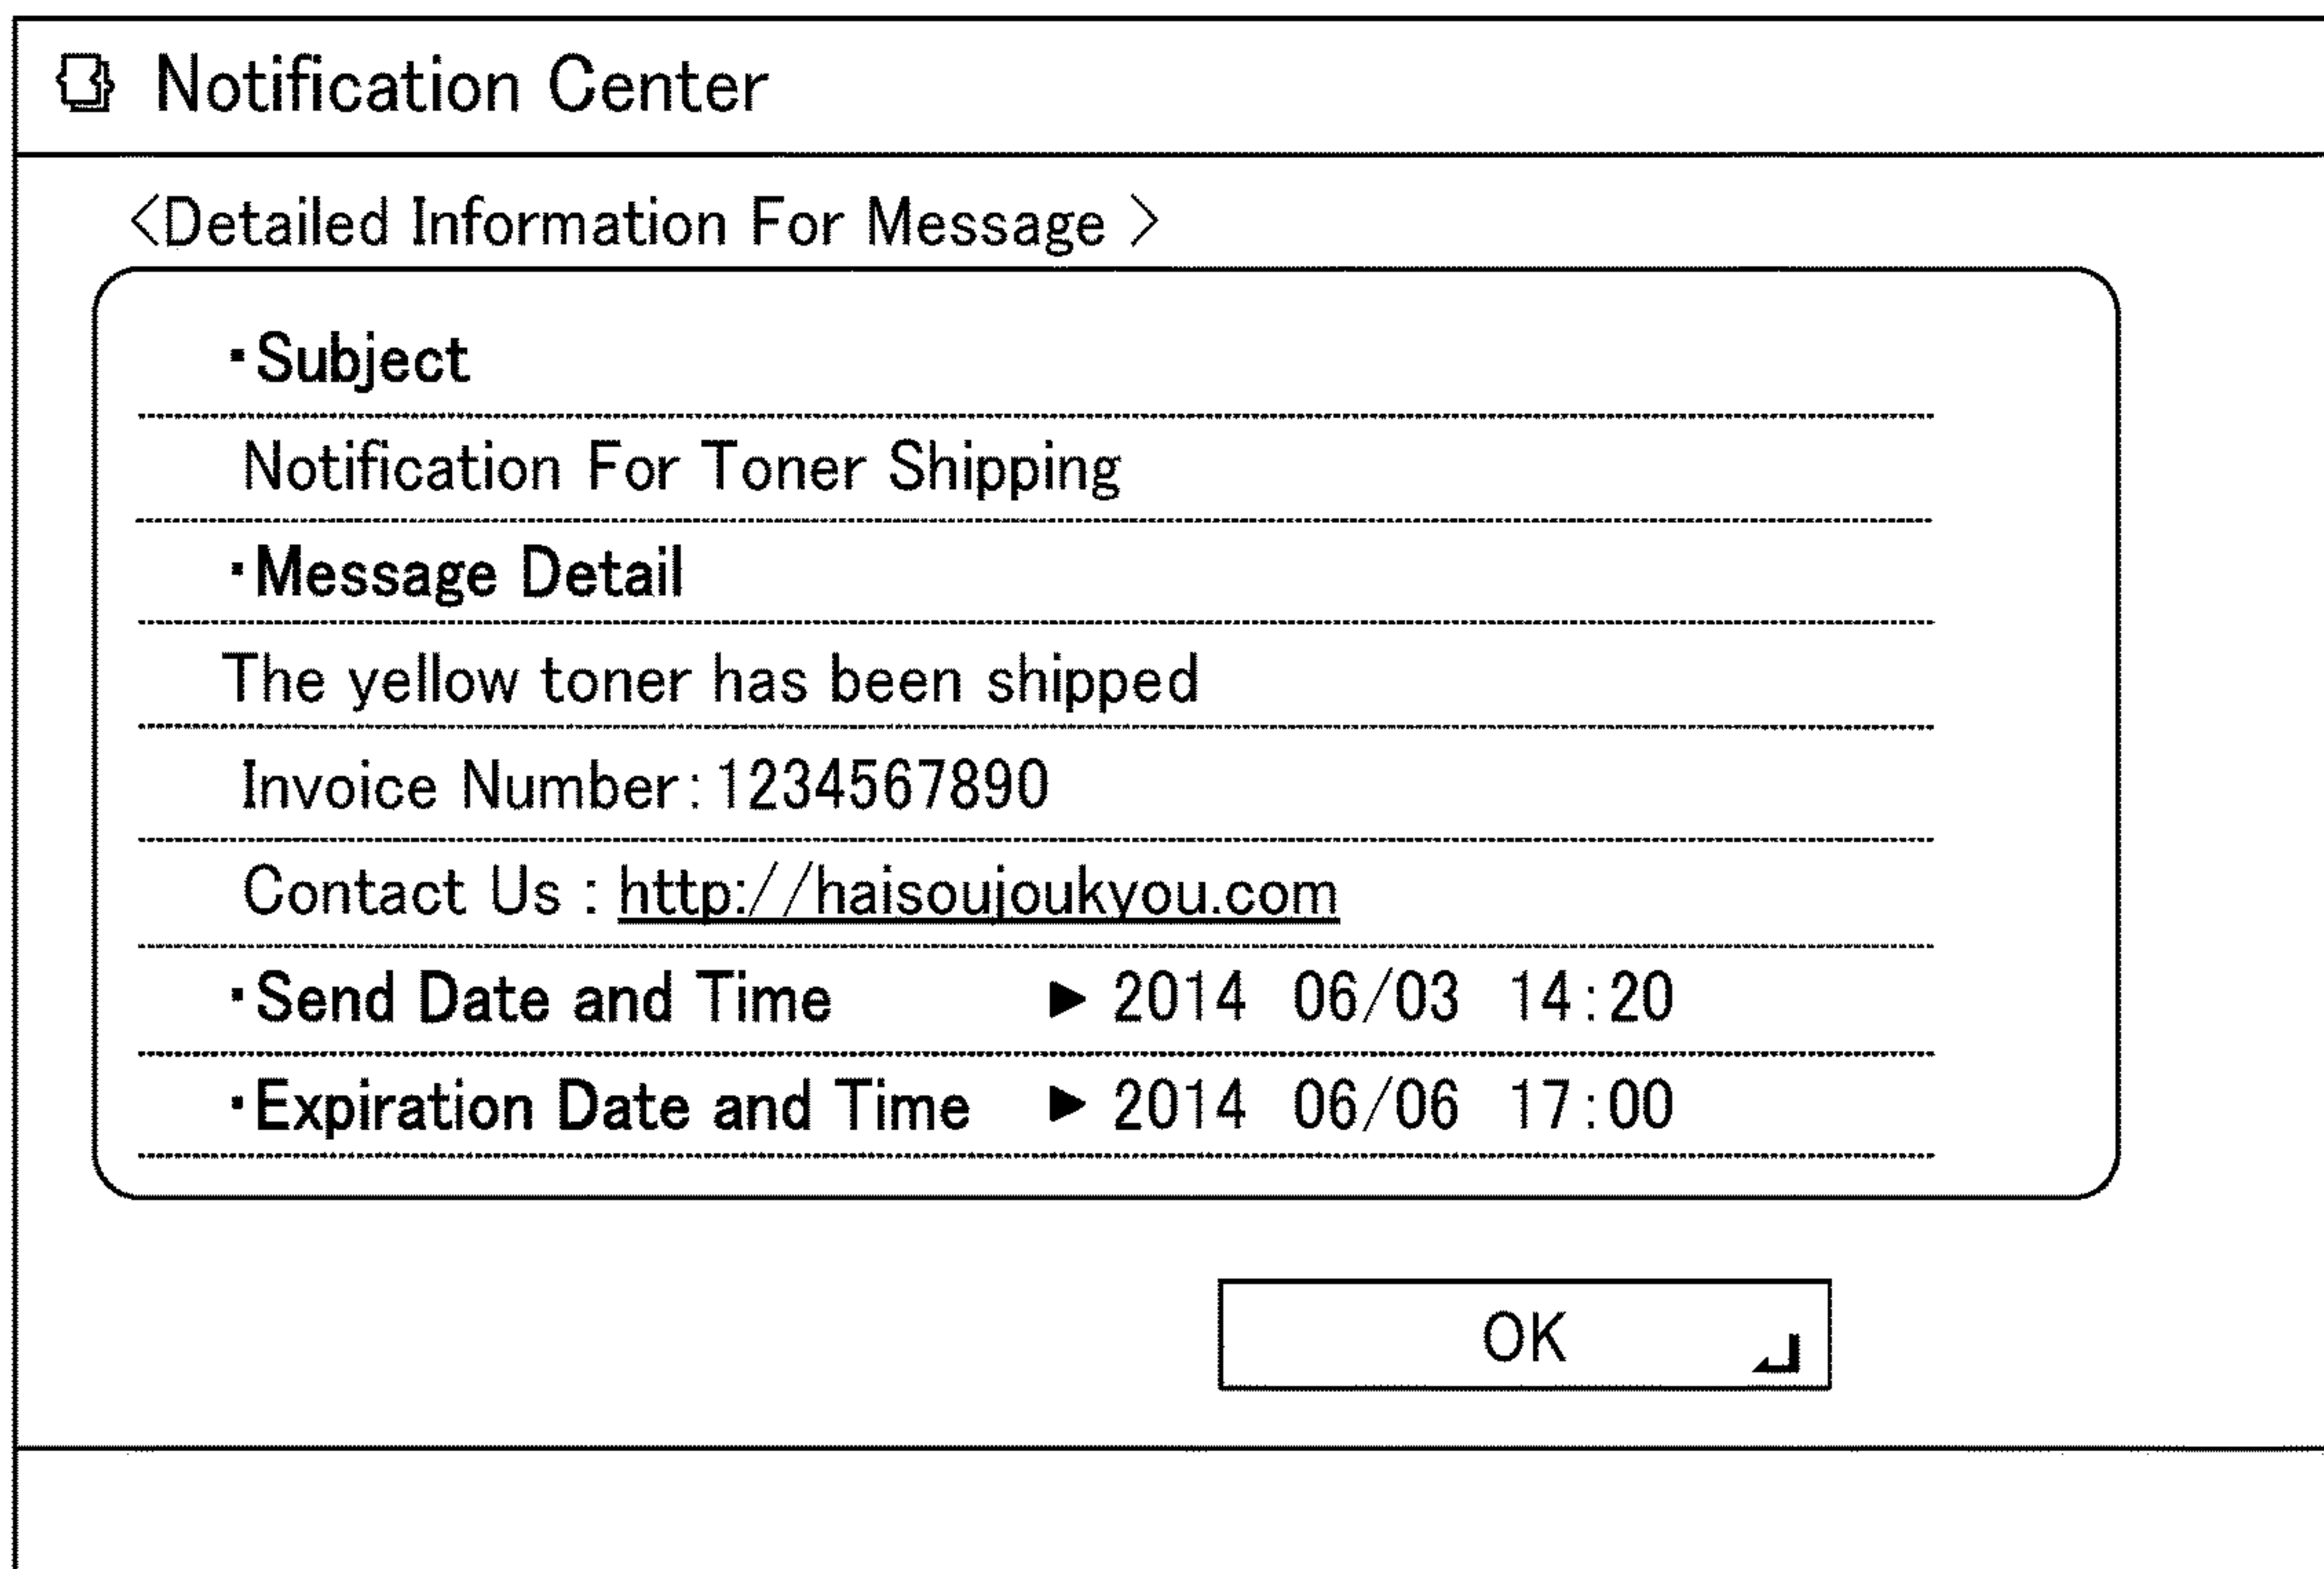 Notification Center
<Detailed Information For Message >
・Subject
Notification For Toner Shipping
・Message Detail
The yellow toner has been shipped
Invoice Number:1234567890
Contact Us : http://haisoujoukyou.com
・Send Date and Time ▶ 2014 06/03 14:20
・Expiration Date and Time ▶ 2014 06/06 17:00
OK